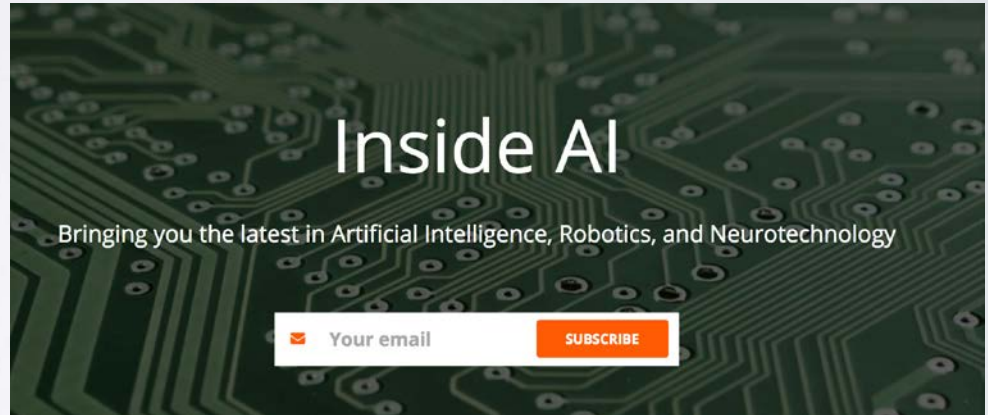 Inside AI
Bringing you the latest in Artificial Intelligence, Robotics, and Neurotechnology
Your email
SUBSCRIBE